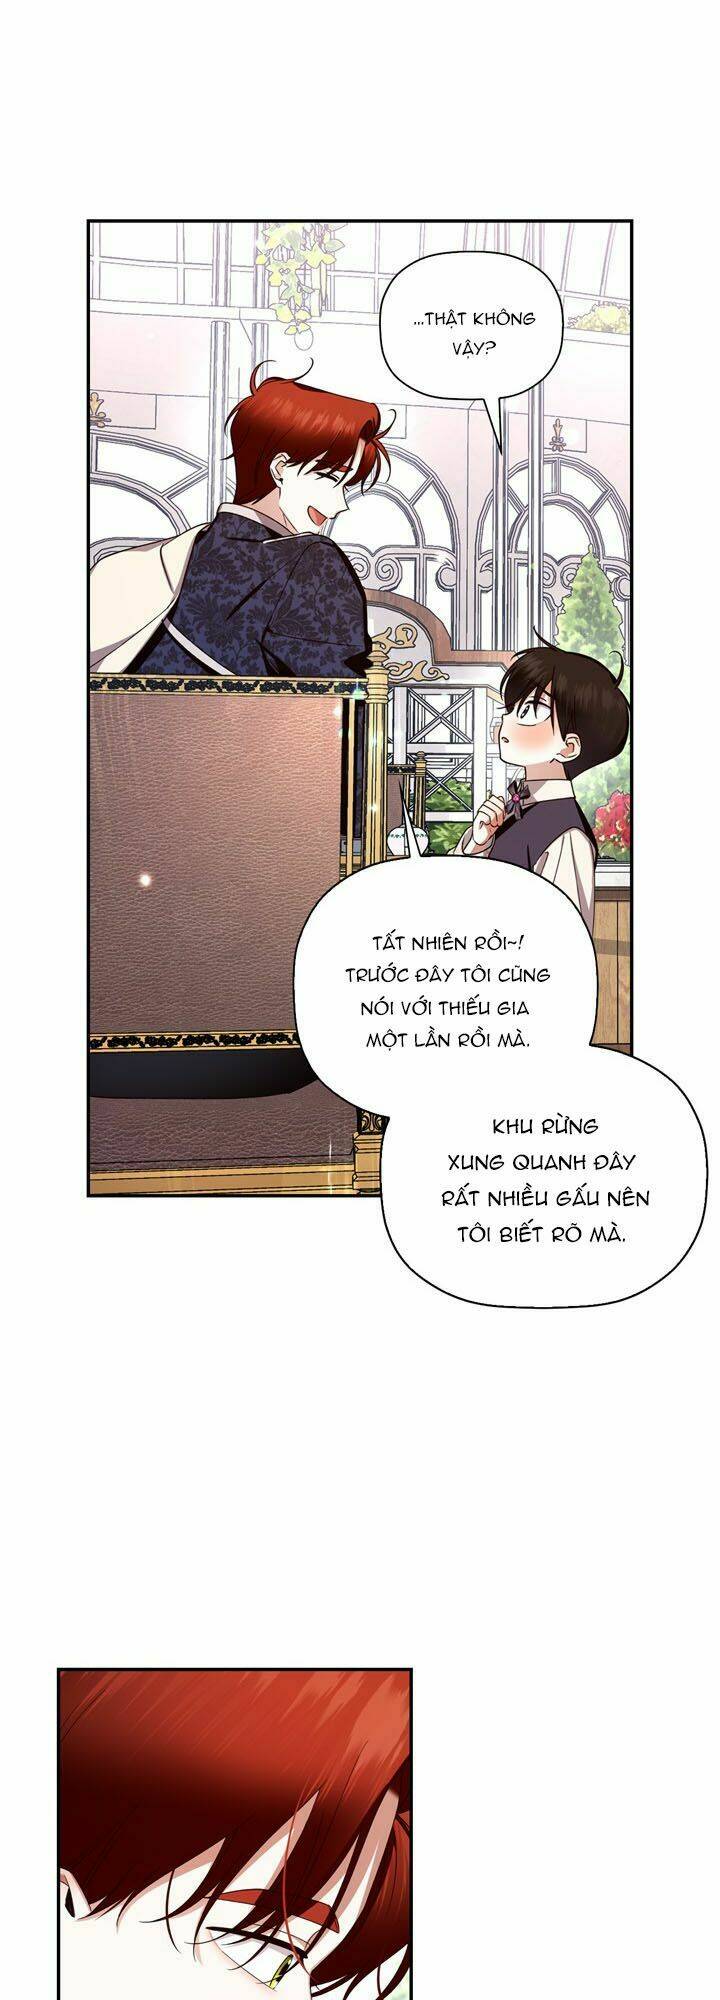 ...THẬT KHÔNG
VẬY?
TẤT NHIÊN RỒI~!
TRƯỚC ĐÂY TÔI CŨNG
NÓI VỚI THIẾU GIA
MỘT LẦN RỒI MÀ.
KHU RỪNG
XUNG QUANH ĐÂY
RẤT NHIỀU GẤU NÊN
TÔI BIẾT RÕ MÀ.